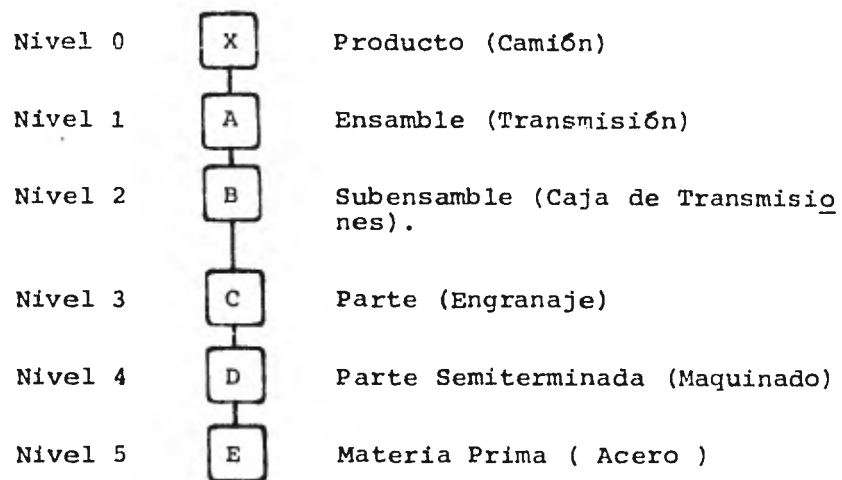 Nivel 0 X Producto (Camión)
Nivel 1 A Ensamble (Transmisión)
Nivel 2 B Subensamble (Caja de Transmisio
nes).
Nivel 3 C Parte (Engranaje)
Nivel 4 D Parte Semiterminada (Maquinado)
Nivel 5 E Materia Prima ( Acero )